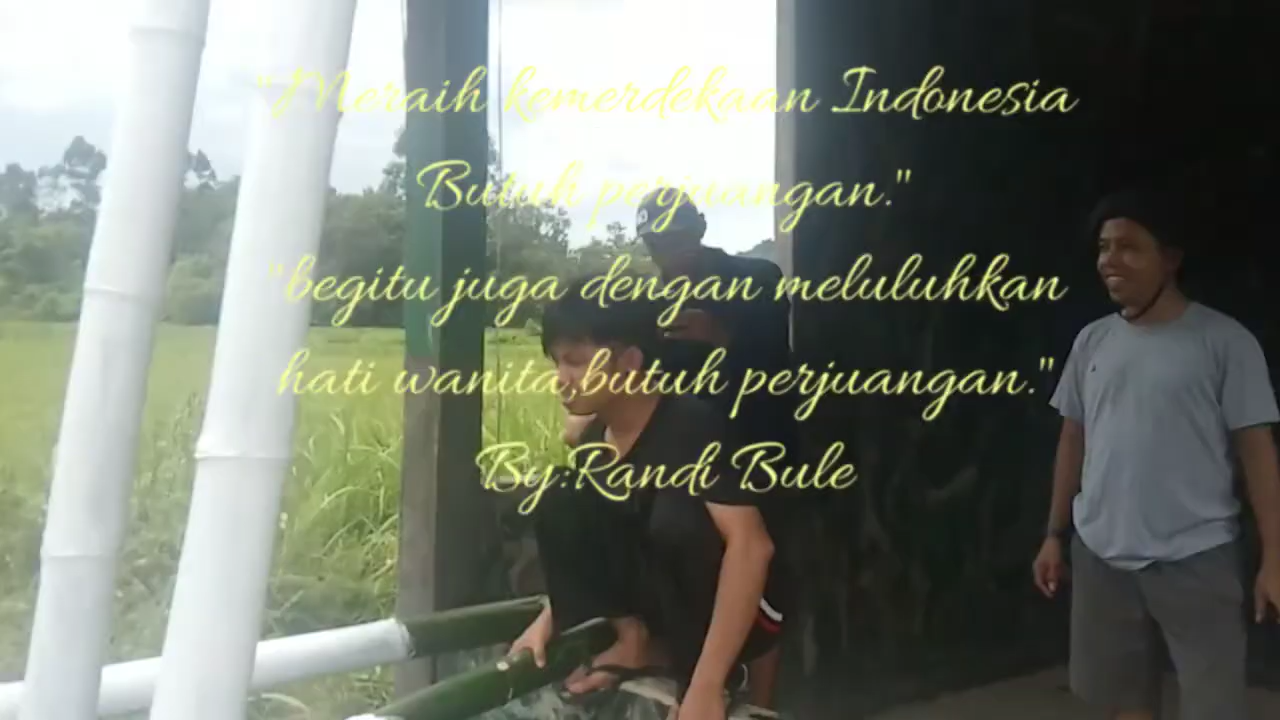 "Meraih kemerdekaan Indonesia
Butuh perjuangan."
"begitu juga dengan meluluhkan
hati wanita,butuh perjuangan."
By:Randi Bule